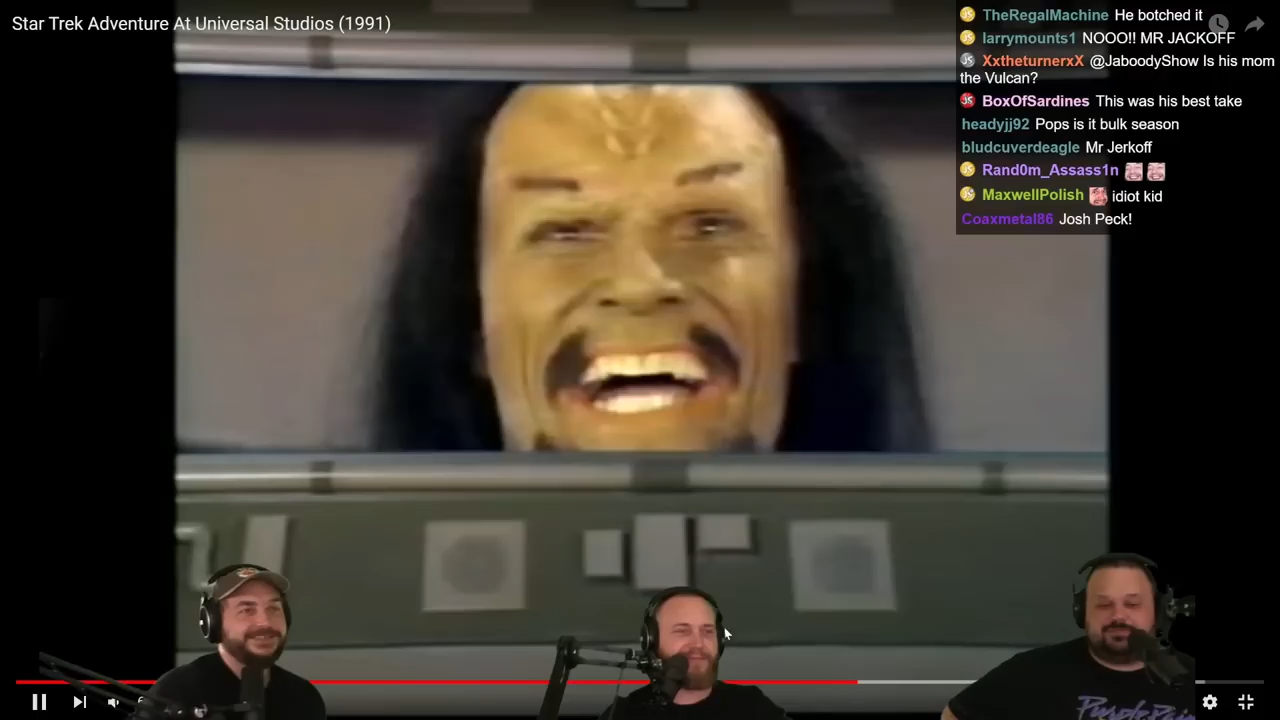 Star Trek Adventure At Universal Studios (1991)
TheRegalMachine He botched it
larrymounts1 NOOO!! MR JACKOFF
XxtheturnerxX @JaboodyShow Is his mom
the Vulcan?
BoxOfSardines This was his best take
headyjj92 Pops is it bulk season
bludcuverdeagle Mr Jerkoff
Rand0m_Assass1n
MaxwellPolish idiot kid
Coaxmetal86 Josh Peck!
Purple Rain